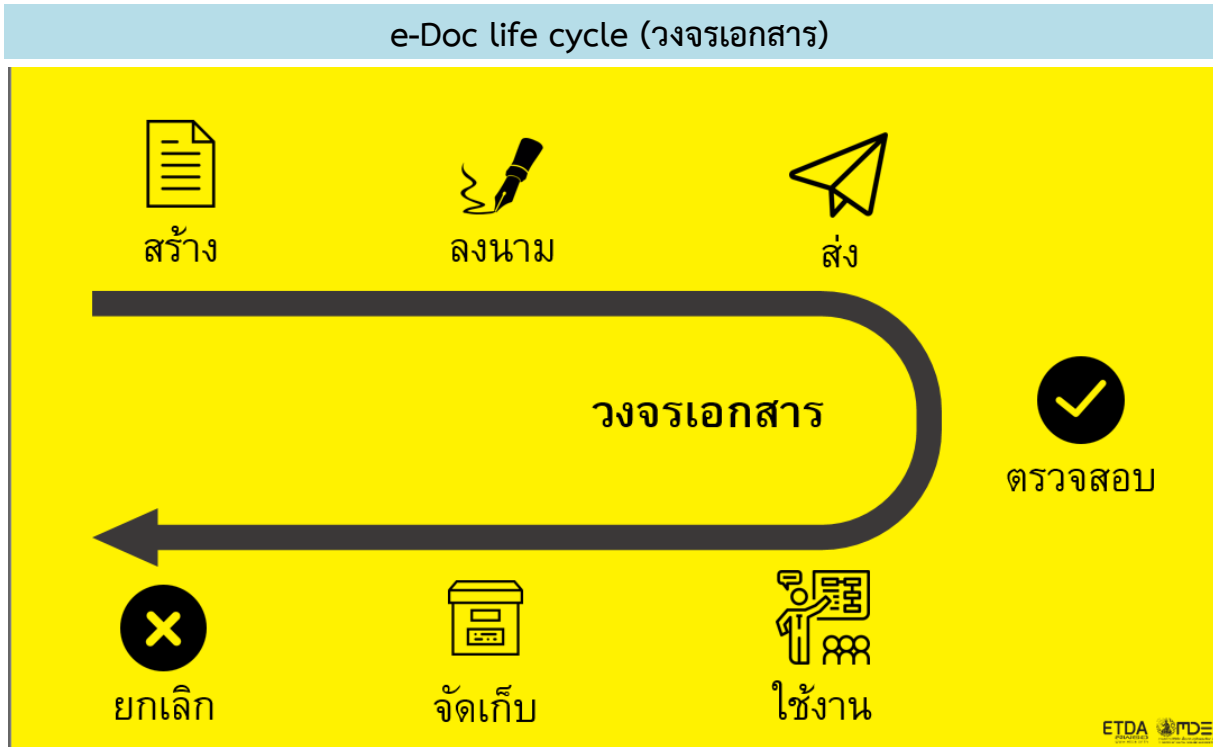 e-Doc life cycle (วงจรเอกสาร)
สร้าง
ลงนาม
ส่ง
วงจรเอกสาร
ตรวจสอบ
ยกเลิก
จัดเก็บ
ใช้งาน
ETDA MDE